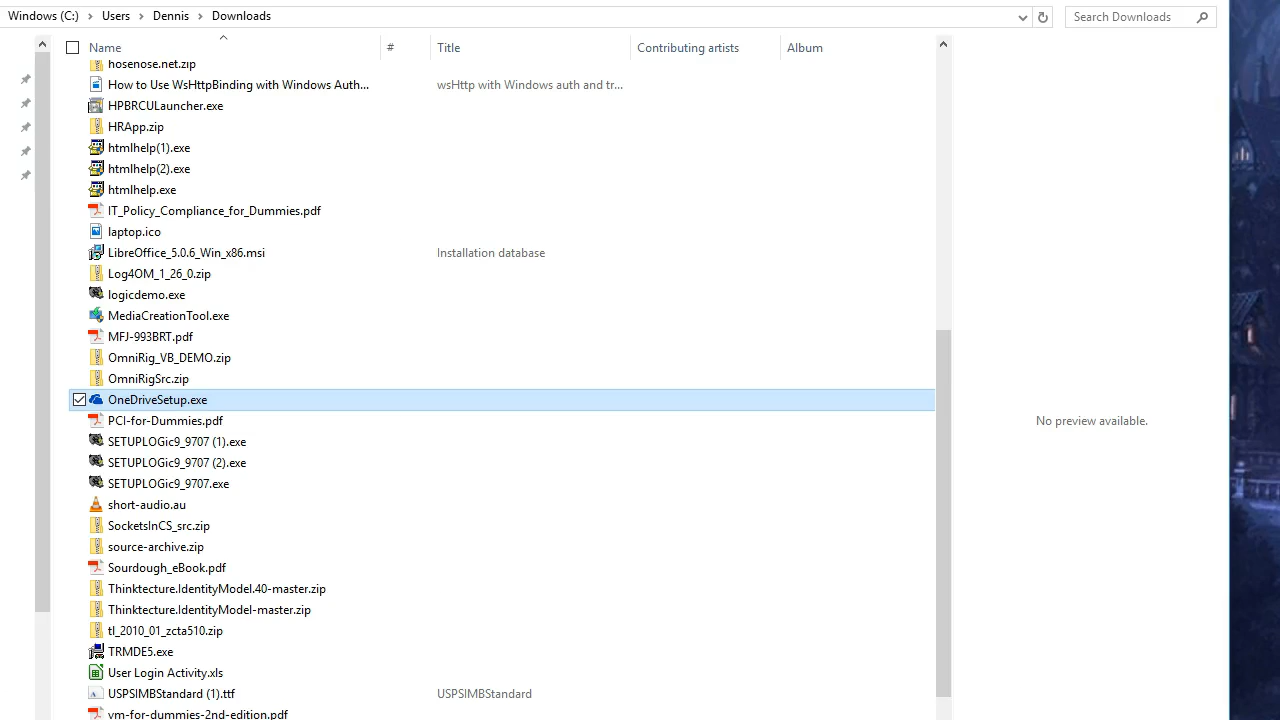 Windows (C:) > Users > Dennis > Downloads
Search Downloads
Name # Title Contributing artists Album
hosenose.net.zip
How to Use WsHttpBinding with Windows Auth... wsHttp with Windows auth and tr...
HPBRCULauncher.exe
HRApp.zip
htmlhelp(1).exe
htmlhelp(2).exe
htmlhelp.exe
IT_Policy_Compliance_for_Dummies.pdf
laptop.ico
LibreOffice_5.0.6_Win_x86.msi Installation database
Log4OM_1_26_0.zip
logicdemo.exe
MediaCreationTool.exe
MFJ-993BRT.pdf
OmniRig_VB_DEMO.zip
OmniRigSrc.zip
OneDriveSetup.exe
PCI-for-Dummies.pdf
No preview available.
SETUPLOGic9_9707 (1).exe
SETUPLOGic9_9707 (2).exe
SETUPLOGic9_9707.exe
short-audio.au
SocketsInCS_src.zip
source-archive.zip
Sourdough_eBook.pdf
Thinktecture.IdentityModel.40-master.zip
Thinktecture.IdentityModel-master.zip
tl_2010_01_zcta510.zip
TRMDE5.exe
User Login Activity.xls
USPSIMBStandard (1).ttf USPSIMBStandard
vm-for-dummies-2nd-edition.pdf